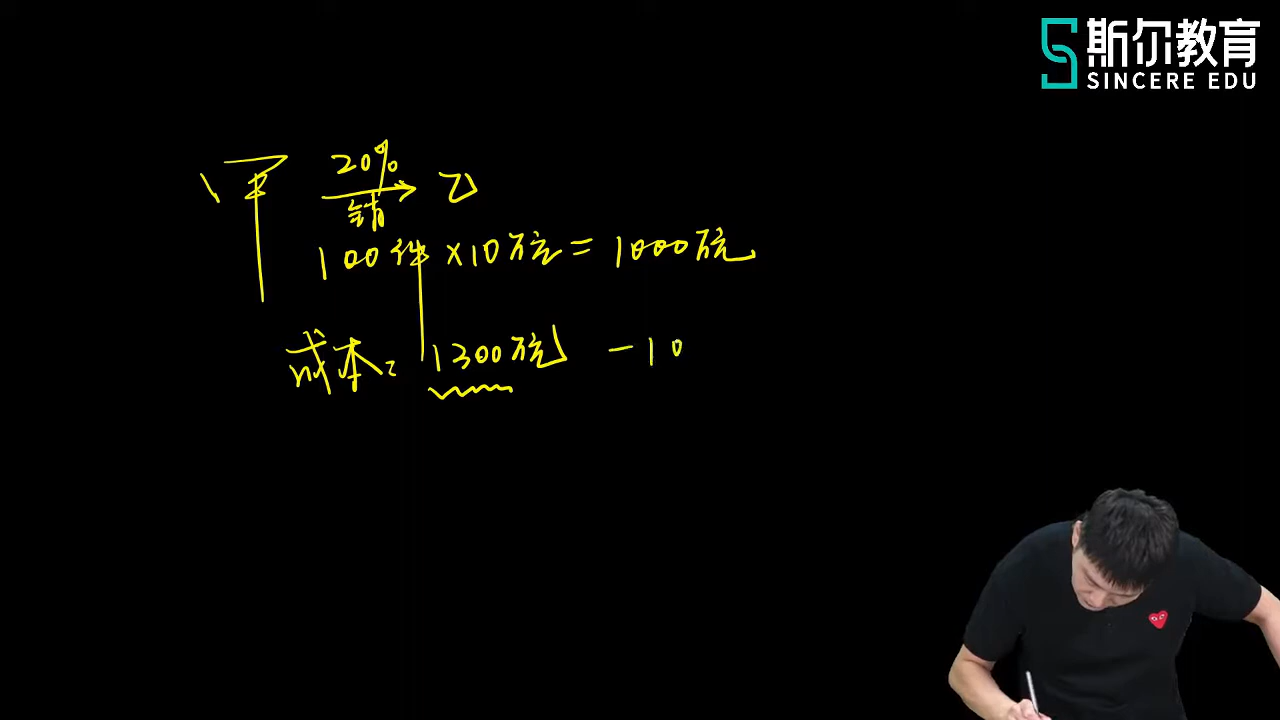 斯尔教育
SINCERE EDU
甲 20% 乙
销
100件×10万元=1000万元
成本: 1300万元 -10